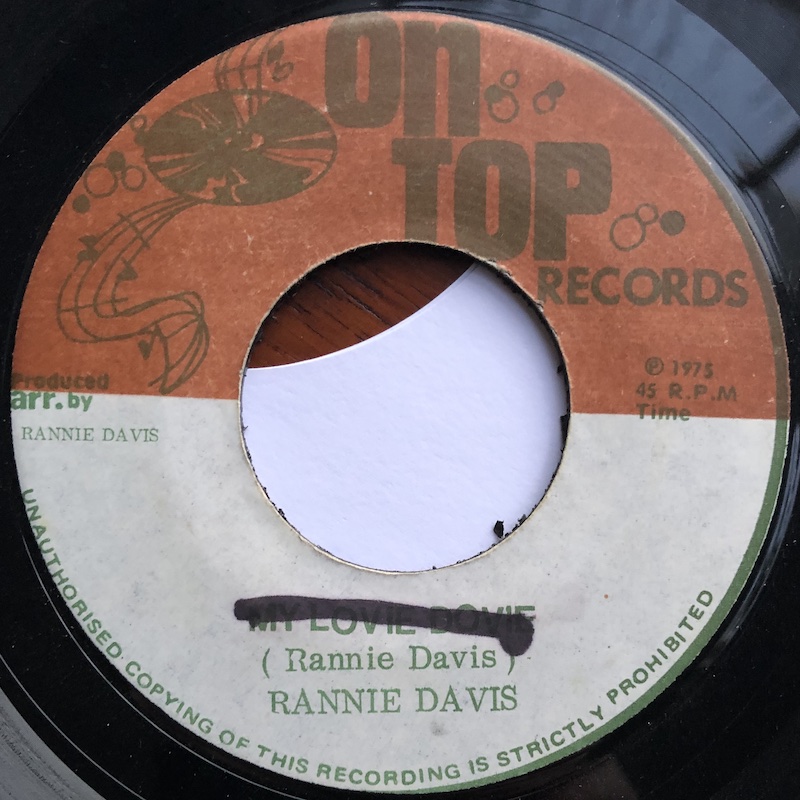 On
TOP
RECORDS
℗ 1975
45 R.P.M
Time
Produced
arr. by
RANNIE DAVIS
MY LOVIE DOVIE
( Rannie Davis )
RANNIE DAVIS
UNAUTHORISED COPYING OF THIS RECORDING IS STRICTLY PROHIBITED